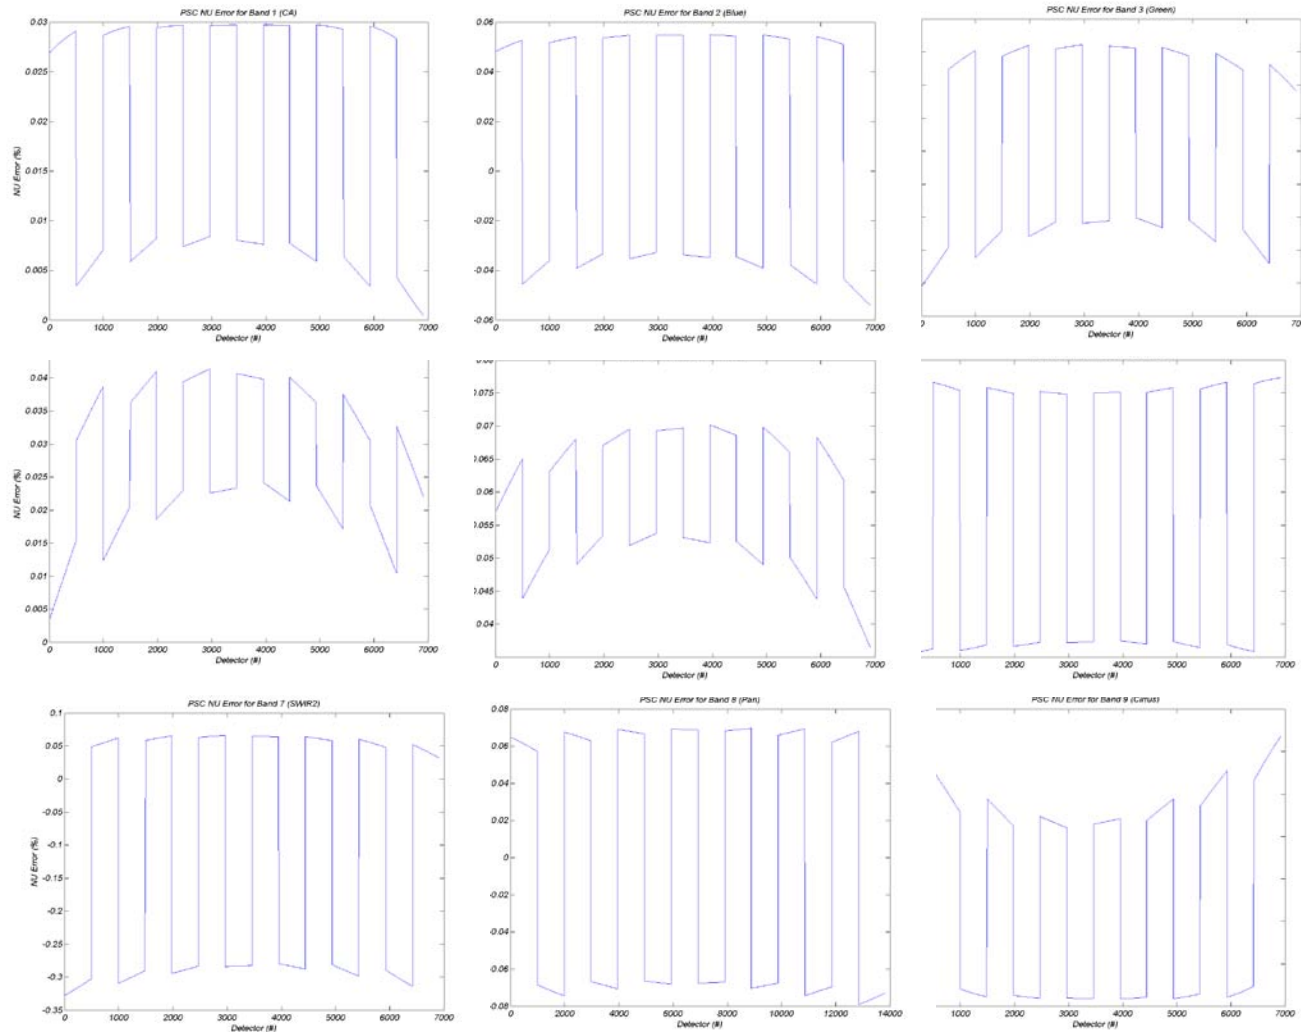 PSC NU Error for Band 1 (CA)
PSC NU Error for Band 2 (Blue)
PSC NU Error for Band 3 (Green)
0.03
0.025
0.02
0.015
0.01
0.005
0
NU Error (%)
0 1000 2000 3000 4000 5000 6000 7000
Detector (#)
0.06
0.04
0.02
0
-0.02
-0.04
-0.06
0 1000 2000 3000 4000 5000 6000 7000
Detector (#)
0 1000 2000 3000 4000 5000 6000
Detector (#)
0.04
0.035
0.03
0.025
0.02
0.015
0.01
0.005
0
NU Error (%)
0 1000 2000 3000 4000 5000 6000 7000
Detector (#)
0.075
0.07
0.065
0.06
0.055
0.05
0.045
0.04
0 1000 2000 3000 4000 5000 6000 7000
Detector (#)
1000 2000 3000 4000 5000 6000 7000
Detector (#)
PSC NU Error for Band 7 (SWIR2)
PSC NU Error for Band 8 (Pan)
PSC NU Error for Band 9 (Cirrus)
0.1
0.05
0
-0.05
-0.1
-0.15
-0.2
-0.25
-0.3
-0.35
NU Error (%)
0 1000 2000 3000 4000 5000 6000 7000
Detector (#)
0.08
0.06
0.04
0.02
0
-0.02
-0.04
-0.06
-0.08
0 2000 4000 6000 8000 10000 12000 14000
Detector (#)
1000 2000 3000 4000 5000 6000 7000
Detector (#)